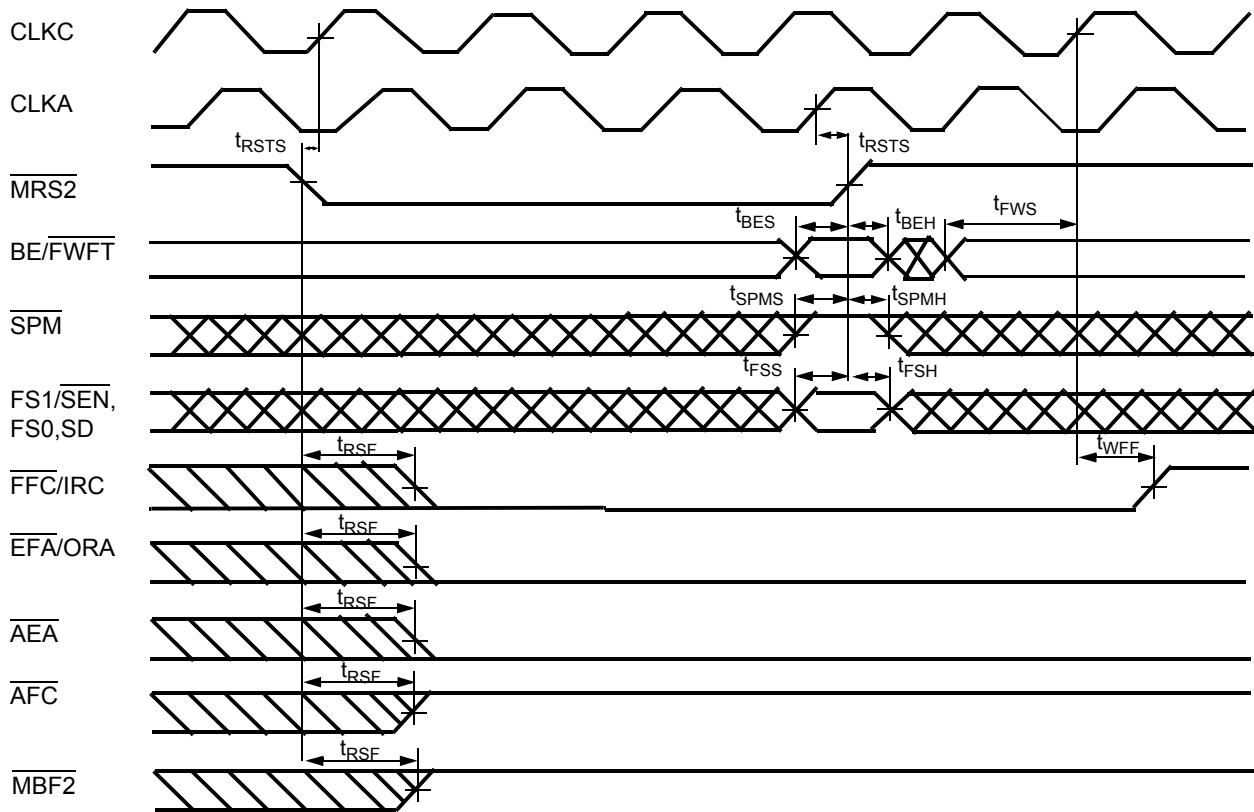 CLKC
CLKA
tRSTS
tRSTS
MRS2
tBES
tBEH
tFWS
BE/FWFT
tSPMS
tSPMH
SPM
tFSS
tFSH
FS1/SEN,
FS0,SD
tRSF
tWFF
FFC/IRC
tRSF
EFA/ORA
tRSF
AEA
tRSF
AFC
tRSF
MBF2